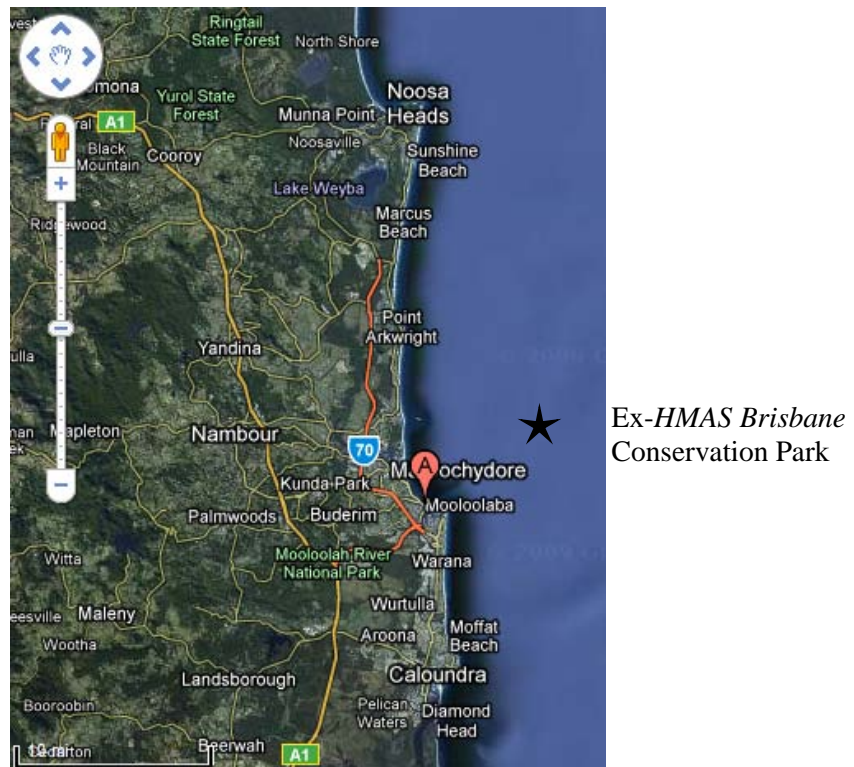 Ringtail
State Forest
North Shore
Yurol State
Forest
A1
Munna Point
Noosa
Heads
Black
Mountain
Cooroy
Noosaville
Sunshine
Beach
Lake Weyba
Marcus
Beach
Point
Arkwright
Yandina
Mapleton
Nambour
70
A
Kunda Park
Mooloolaba
Palmwoods
Buderim
Ex-HMAS Brisbane
Conservation Park
Witta
Mooloolah River
National Park
Warana
Wurtulla
Maleny
Wootha
Aroona
Moffat
Beach
Landsborough
Caloundra
Booroobin
Pelican
Waters
Diamond
Head
Beerwah
A1